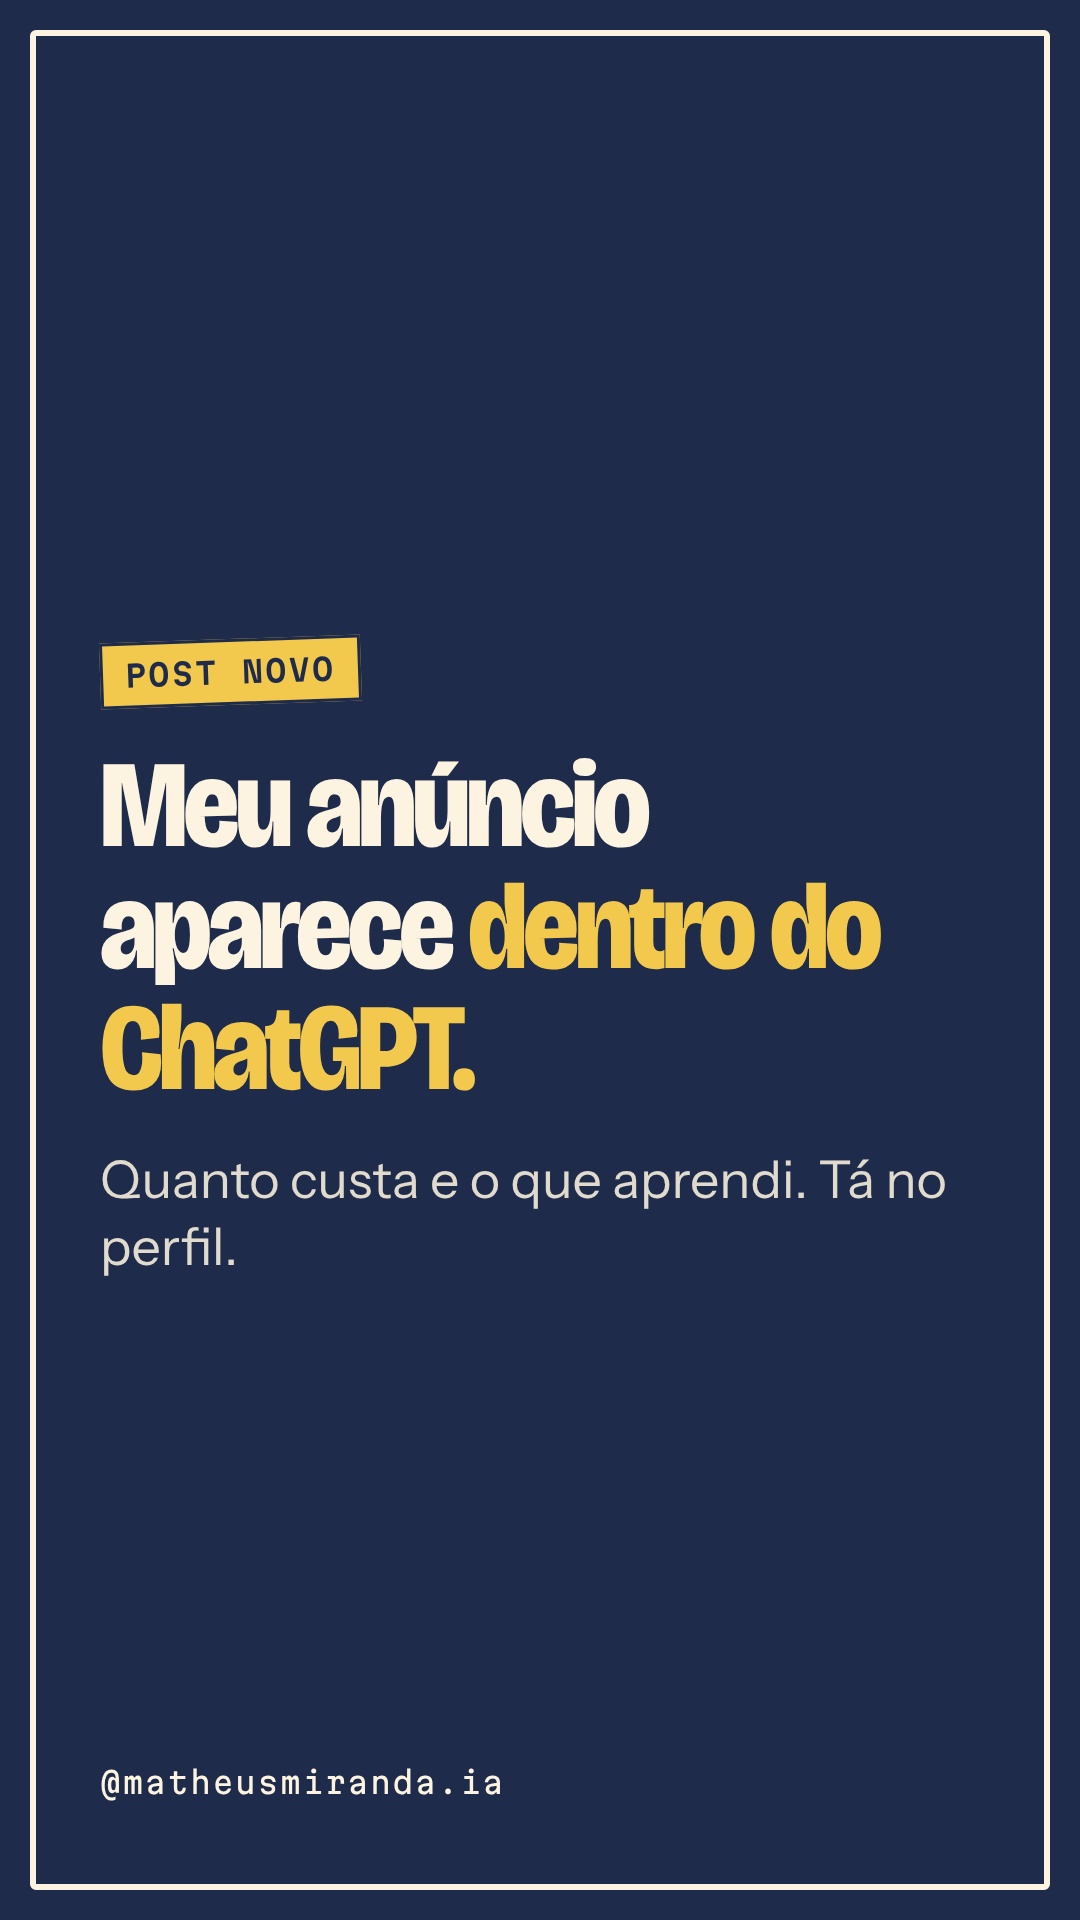 POST NOVO
Meu anúncio
aparece dentro do
ChatGPT.
Quanto custa e o que aprendi. Tá no
perfil.
@matheusmiranda.ia